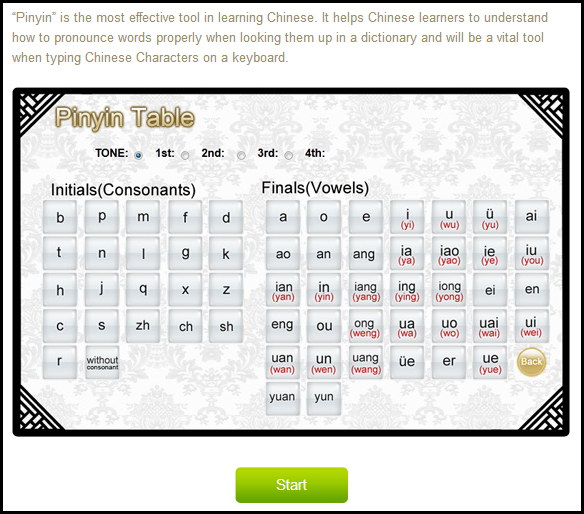 “Pinyin” is the most effective tool in learning Chinese. It helps Chinese learners to understand
how to pronounce words properly when looking them up in a dictionary and will be a vital tool
when typing Chinese Characters on a keyboard.
Pinyin Table
TONE: 1st: 2nd: 3rd: 4th:
Initials(Consonants)
b p m f d
t n l g k
h j q x z
c s zh ch sh
r without consonant
Finals(Vowels)
a o e i (yi) u (wu) ü (yu) ai
ao an ang ia (ya) iao (yao) ie (ye) iu (you)
ian (yan) in (yin) iang (yang) ing (ying) iong (yong) ei en
eng ou ong (weng) ua (wa) uo (wo) uai (wai) ui (wei)
uan (wan) un (wen) uang (wang) üe er ue (yue) Back
yuan yun
Start